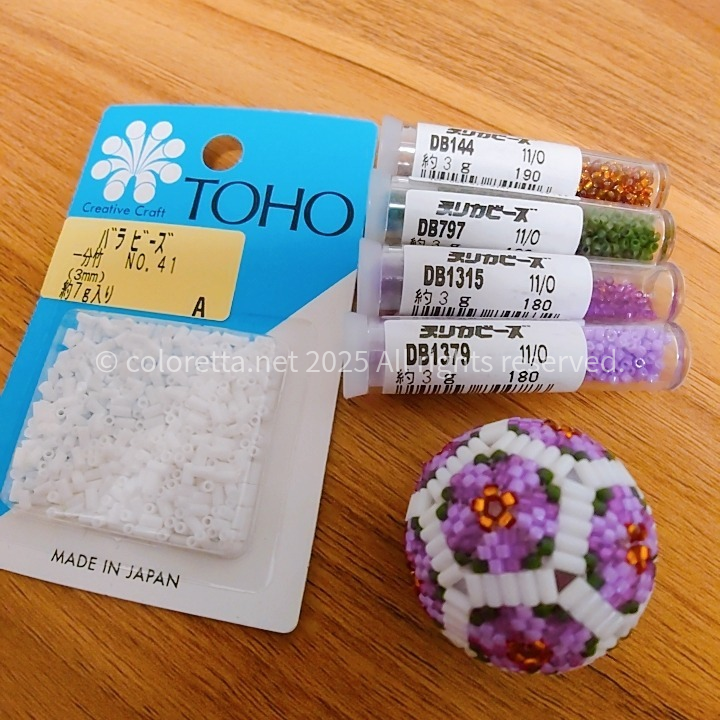 Creative Craft
TOHO
バラビーズ
一分竹 NO. 41
(3mm)
約7g入り
A
MADE IN JAPAN
デリカビーズ
DB144 11/0
約3g
190
デリカビーズ
DB797 11/0
約3g
デリカビーズ
DB1315 11/0
約3g
180
デリカビーズ
DB1379 11/0
約3g
180
© coloretta.net 2025 All rights reserved.